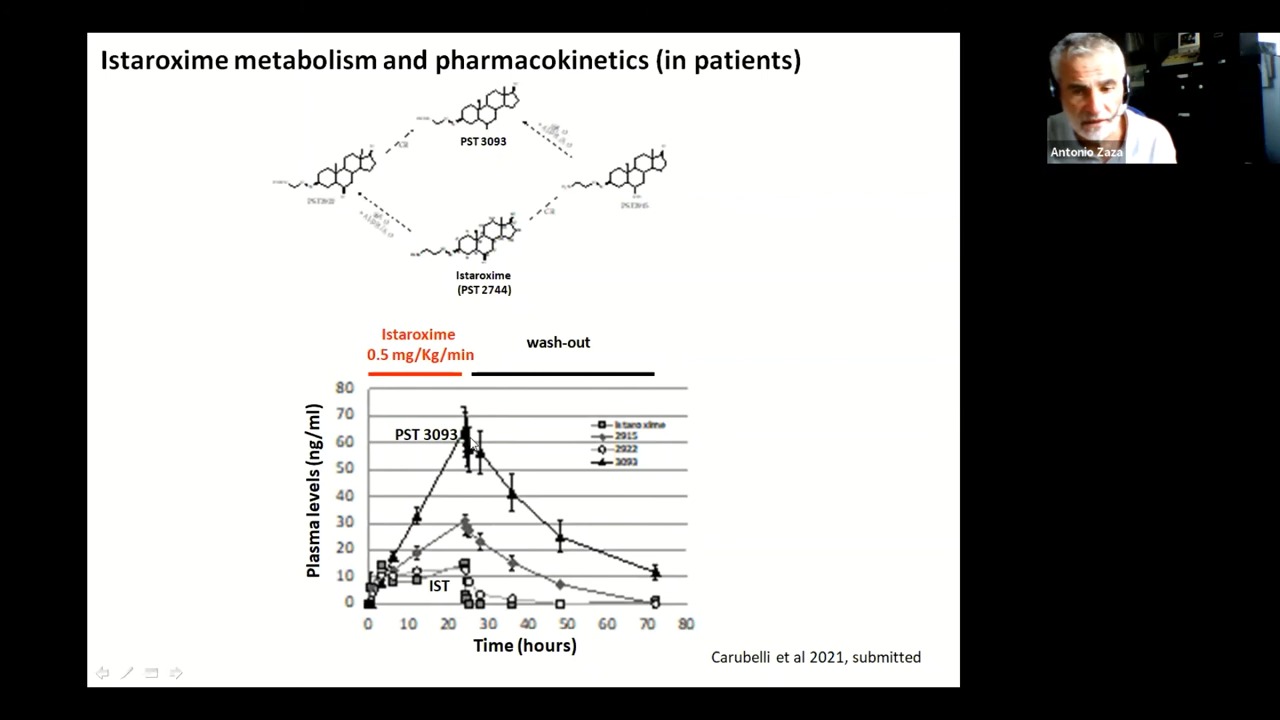 Istaroxime metabolism and pharmacokinetics (in patients)
Antonio Zaza
PST 3093
CR
CR
Istaroxime
(PST 2744)
Istaroxime
0.5 mg/Kg/min
wash-out
Plasma levels (ng/ml)
80
70
60
50
40
30
20
10
0
PST 3093
IST
Istaroxime
2915
2922
3093
0 10 20 30 40 50 60 70 80
Time (hours)
Carubelli et al 2021, submitted